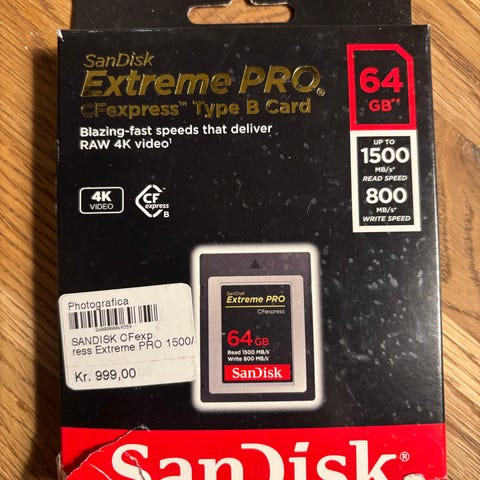 SanDisk
Extreme PRO®
CFexpress™ Type B Card
Blazing-fast speeds that deliver
RAW 4K video¹
64
GB**
UP TO
1500
MB/s*
READ SPEED
800
MB/s*
WRITE SPEED
4K
VIDEO
CF
express
B
Photografica
SANDISK CFexp
ress Extreme PRO 1500/
Kr. 999,00
SanDisk
Extreme PRO
CFexpress
64GB
Read 1500 MB/s
Write 800 MB/s
SanDisk
SanDisk®